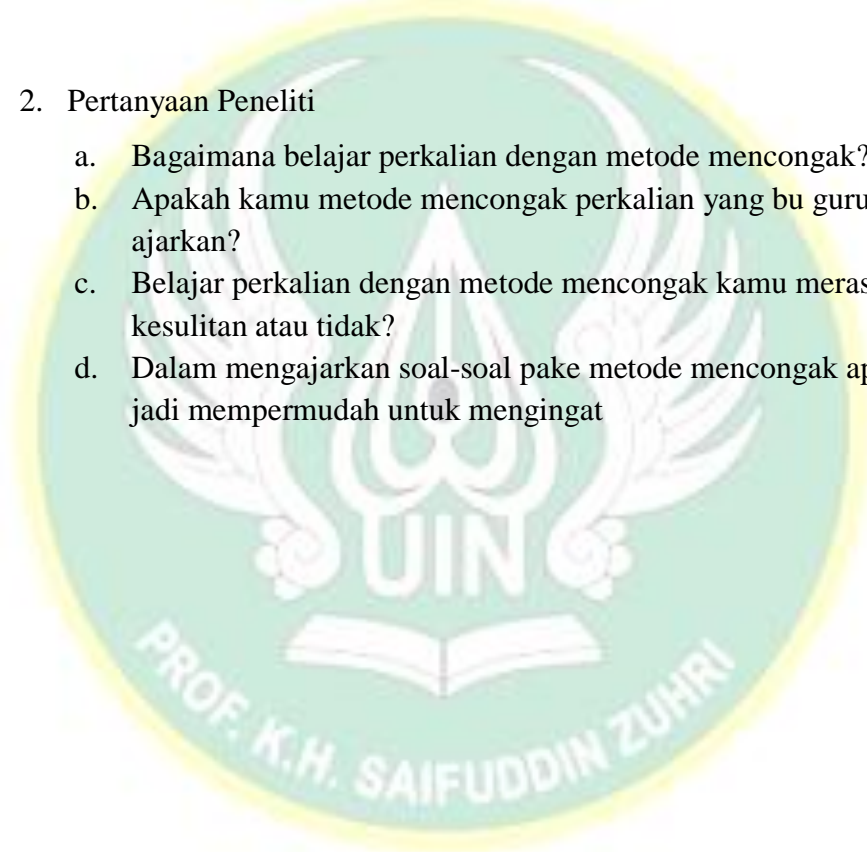 2. Pertanyaan Peneliti
a. Bagaimana belajar perkalian dengan metode mencongak?
b. Apakah kamu metode mencongak perkalian yang bu guru
ajarkan?
c. Belajar perkalian dengan metode mencongak kamu meras
kesulitan atau tidak?
d. Dalam mengajarkan soal-soal pake metode mencongak ap
jadi mempermudah untuk mengingat
UIN
PROF. K.H. SAIFUDDIN ZUHRI